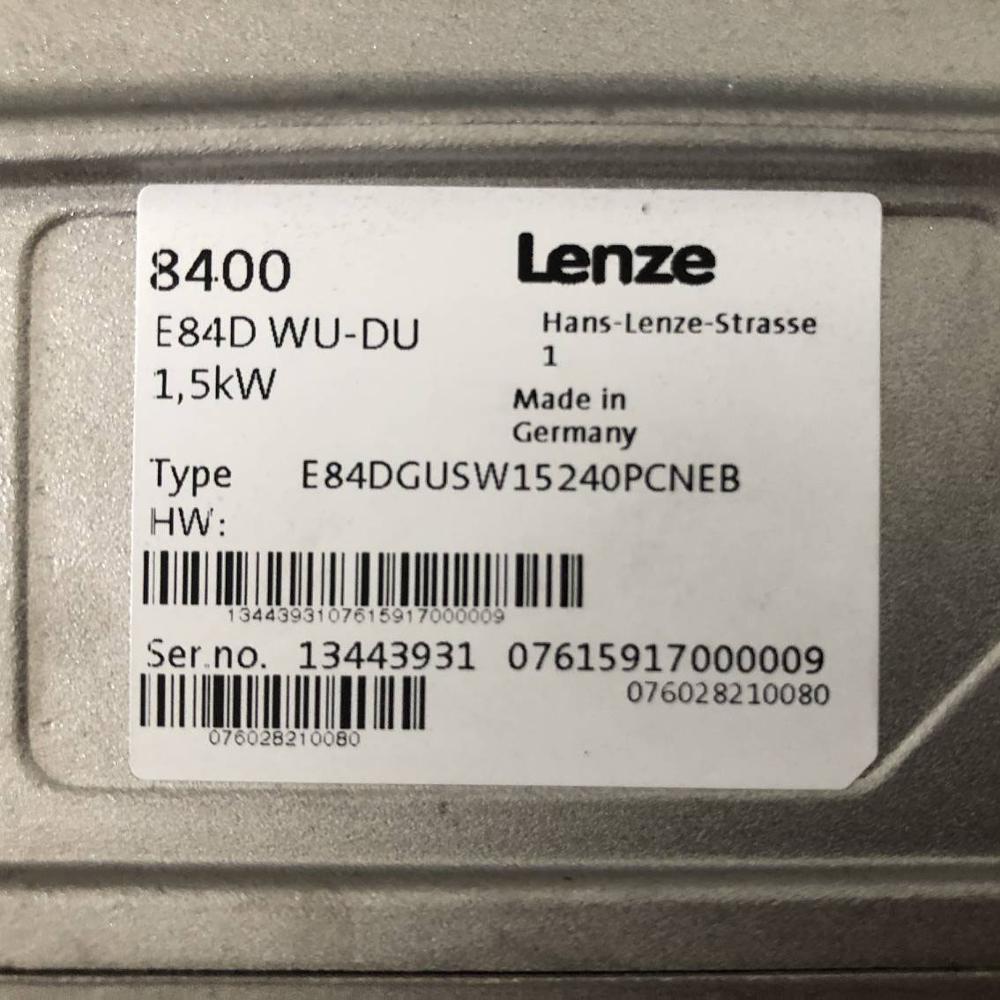 8400
Lenze
E84D WU-DU
Hans-Lenze-Strasse
1
1,5kW
Made in
Germany
Type E84DGUSW15240PCNEB
HW:
1344393107615917000009
Ser.no. 13443931 07615917000009
076028210080
076028210080